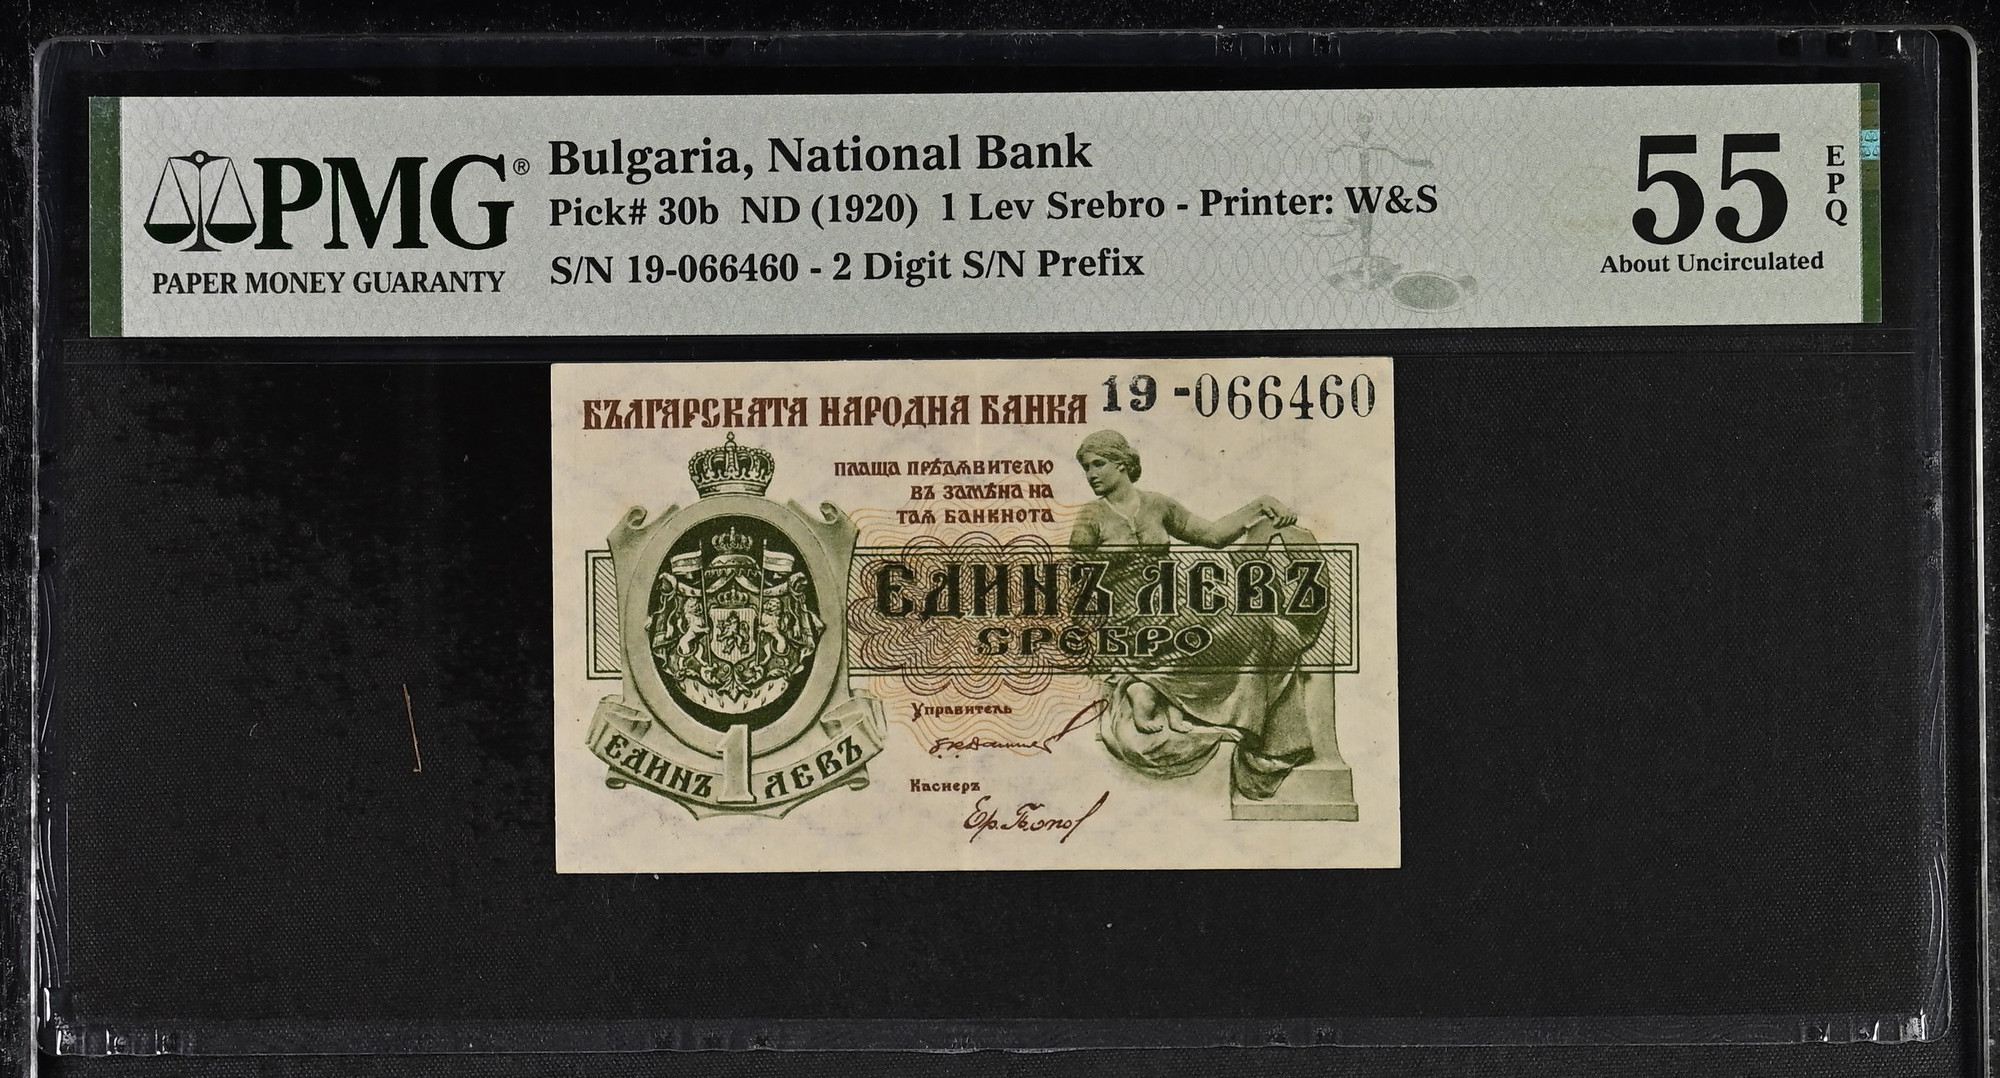 PMG®
PAPER MONEY GUARANTY
Bulgaria, National Bank
Pick# 30b ND (1920) 1 Lev Srebro - Printer: W&S
S/N 19-066460 - 2 Digit S/N Prefix
55
EPQ
About Uncirculated
БЪЛГАРСКАТА НАРОДНА БАНКА
19 -066460
ПЛАЩА ПРѢДѪВИТЕЛЮ
ВЪ ЗАМѢНА НА
ТАѨ БАНКНОТА
ЕДИНЪ ЛЕВЪ
СРЕБРО
Управитель
Касиеръ
ЕДИНЪ 1 ЛЕВЪ